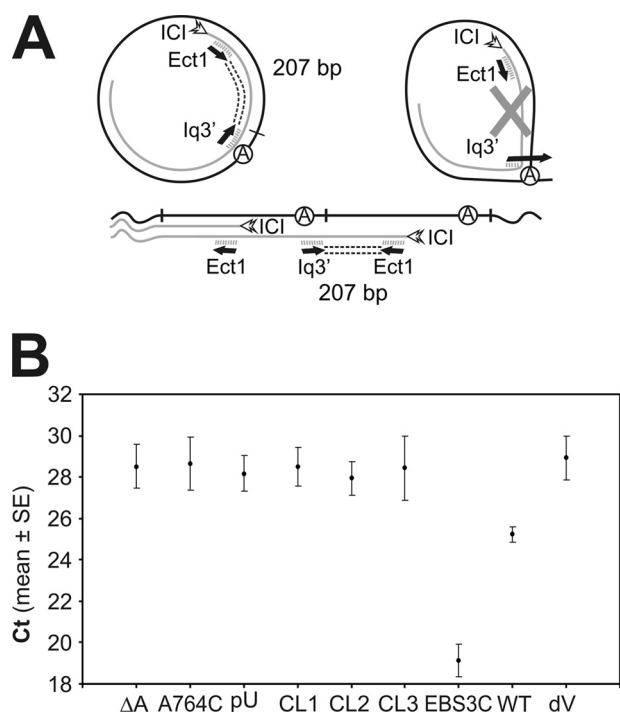 A
ICI
Ect1
207 bp
Iq3'
A
ICI
Ect1
Iq3'
A
A
A
ICI
ICI
Ect1
Iq3'
Ect1
207 bp
B
32
30
28
26
24
22
20
18
Ct (mean ± SE)
ΔA A764C pU CL1 CL2 CL3 EBS3C WT dV